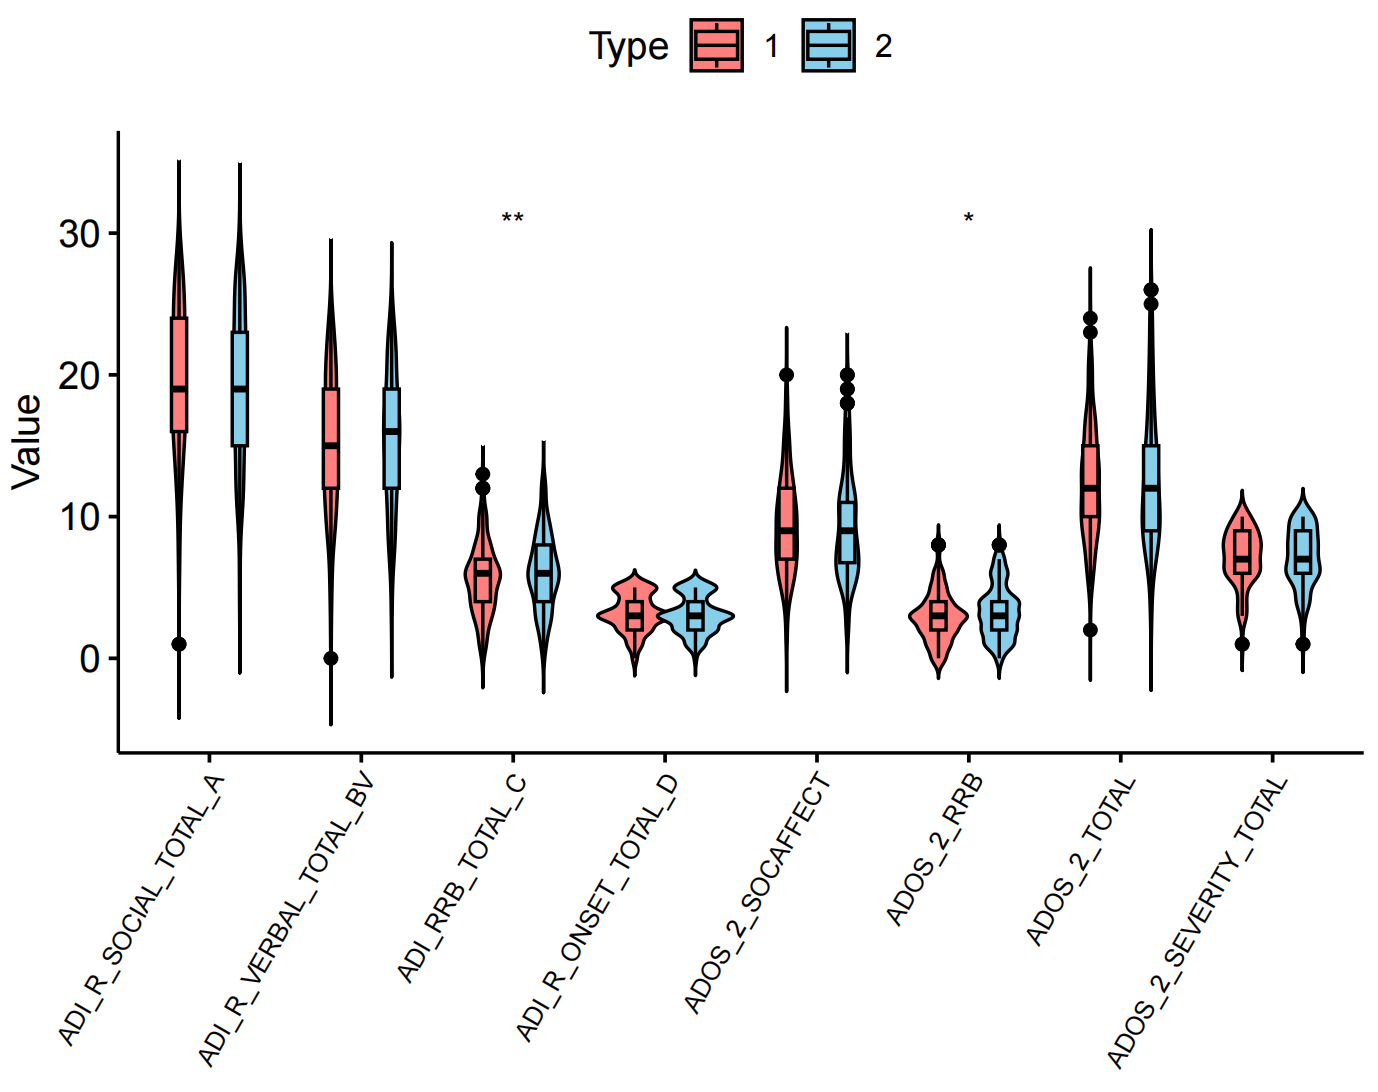 Type 1 2
Value
30
20
10
0
** *
ADI_R_SOCIAL_TOTAL_A
ADI_R_VERBAL_TOTAL_BV
ADI_RRB_TOTAL_C
ADI_R_ONSET_TOTAL_D
ADOS_2_SOCAFFECT
ADOS_2_RRB
ADOS_2_TOTAL
ADOS_2_SEVERITY_TOTAL